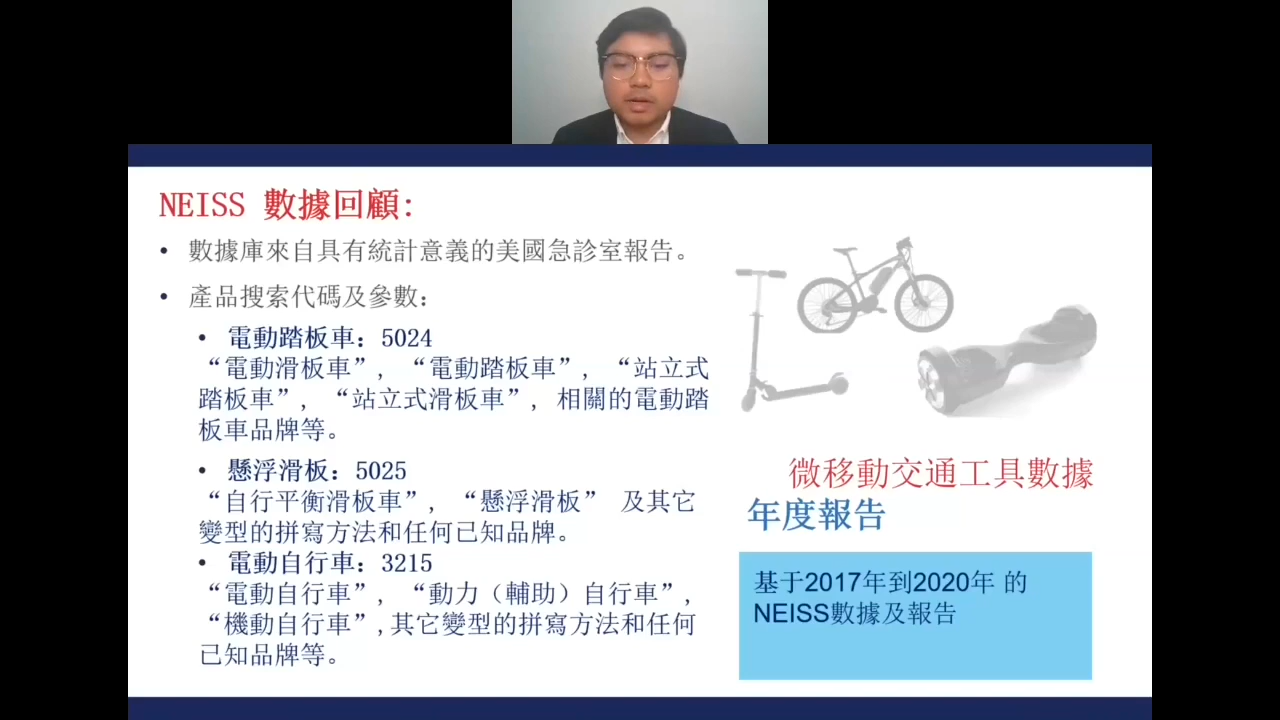 NEISS 數據回顧:
• 數據庫來自具有統計意義的美國急診室報告。
• 產品搜索代碼及參數：
• 電動踏板車：5024
“電動滑板車”, “電動踏板車”, “站立式
踏板車”, “站立式滑板車”, 相關的電動踏
板車品牌等。
• 懸浮滑板：5025
“自行平衡滑板車”, “懸浮滑板” 及其它
變型的拼寫方法和任何已知品牌。
• 電動自行車：3215
“電動自行車”, “動力（輔助）自行車”,
“機動自行車”,其它變型的拼寫方法和任何
已知品牌等。
微移動交通工具數據
年度報告
基于2017年到2020年 的
NEISS數據及報告